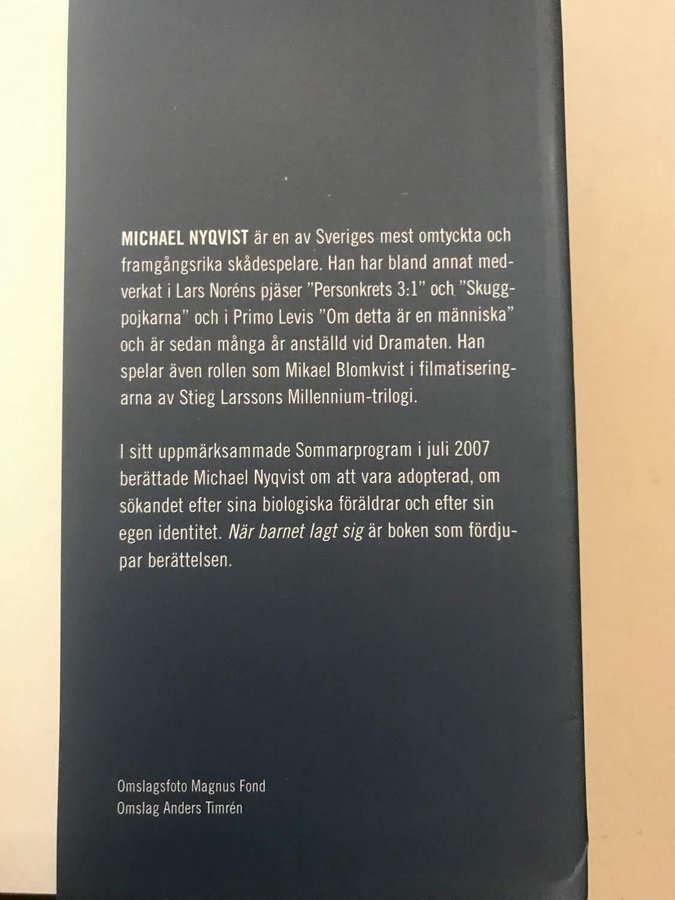 MICHAEL NYQVIST är en av Sveriges mest omtyckta och
framgångsrika skådespelare. Han har bland annat med-
verkat i Lars Noréns pjäser ”Personkrets 3:1” och ”Skugg-
pojkarna” och i Primo Levis ”Om detta är en människa”
och är sedan många år anställd vid Dramaten. Han
spelar även rollen som Mikael Blomkvist i filmatisering-
arna av Stieg Larssons Millennium-trilogi.
I sitt uppmärksammade Sommarprogram i juli 2007
berättade Michael Nyqvist om att vara adopterad, om
sökandet efter sina biologiska föräldrar och efter sin
egen identitet. När barnet lagt sig är boken som fördju-
par berättelsen.
Omslagsfoto Magnus Fond
Omslag Anders Timrén